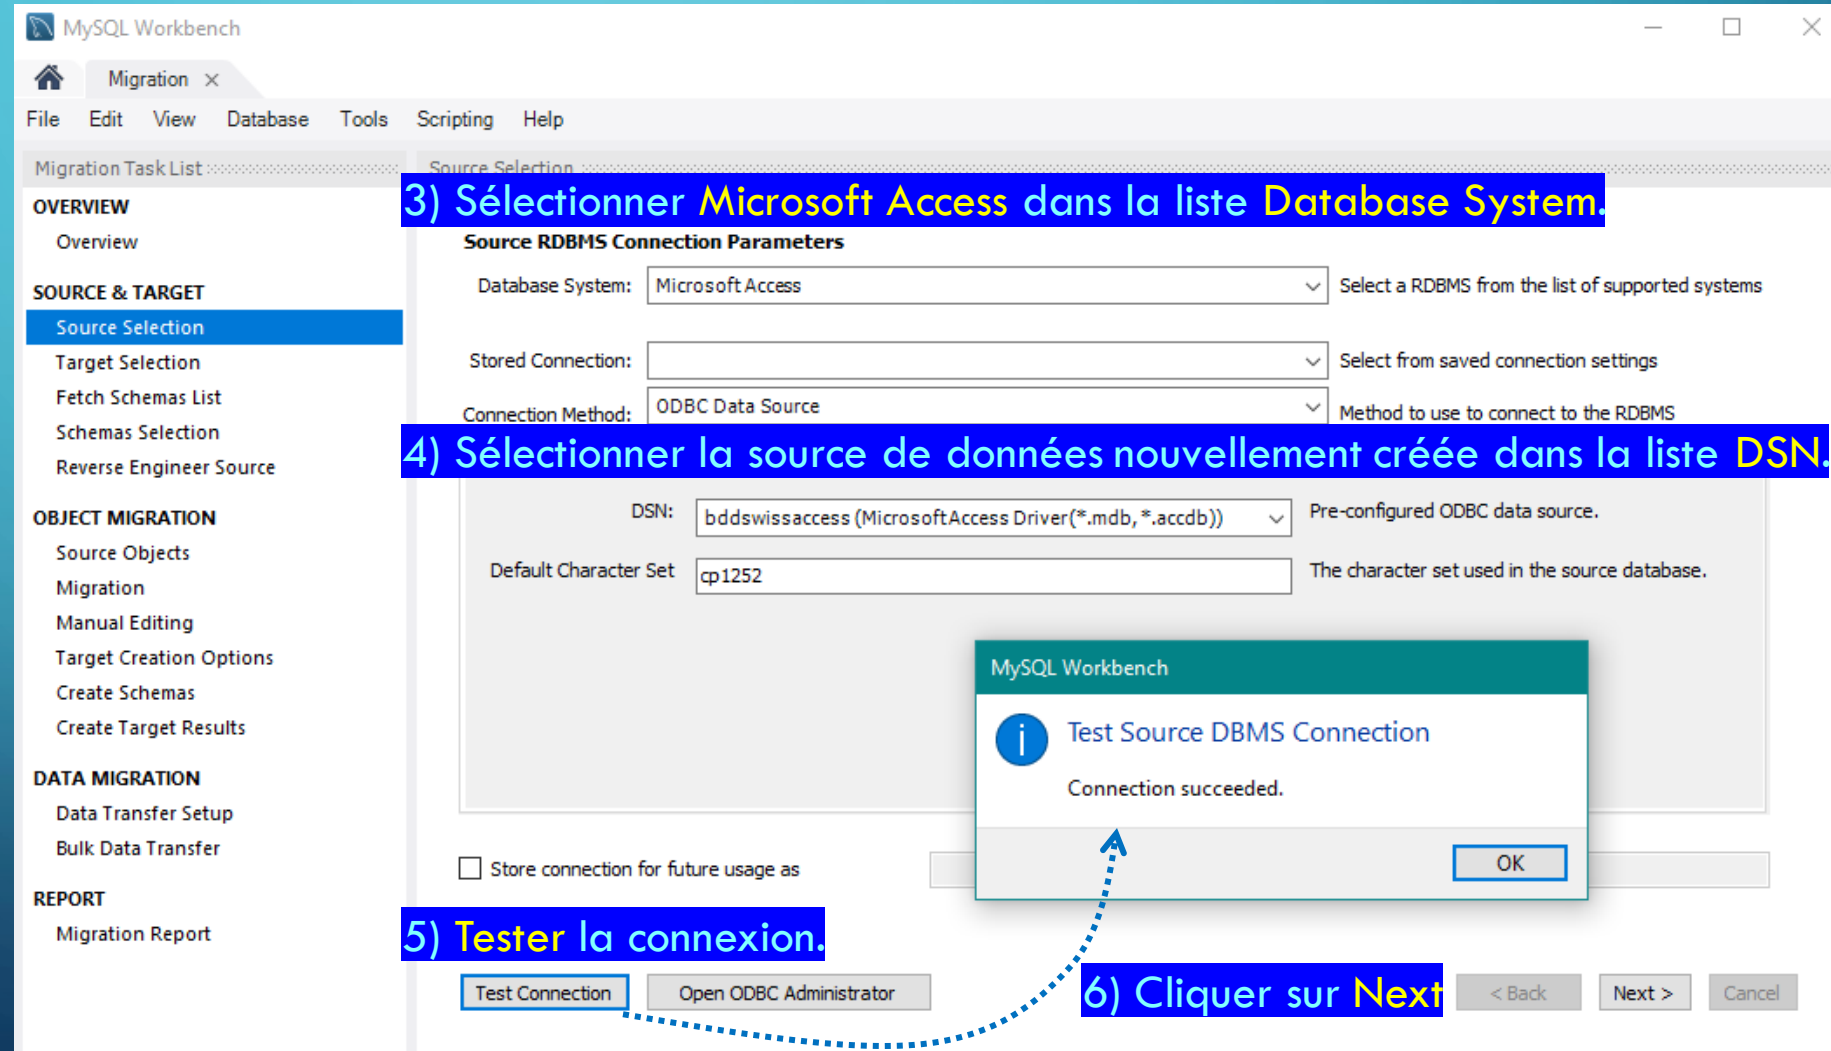 MySQL Workbench
Migration ×
File Edit View Database Tools Scripting Help
Migration Task List
OVERVIEW
Overview
SOURCE & TARGET
Source Selection
Target Selection
Fetch Schemas List
Schemas Selection
Reverse Engineer Source
OBJECT MIGRATION
Source Objects
Migration
Manual Editing
Target Creation Options
Create Schemas
Create Target Results
DATA MIGRATION
Data Transfer Setup
Bulk Data Transfer
REPORT
Migration Report
Source Selection
3) Sélectionner Microsoft Access dans la liste Database System.
Source RDBMS Connection Parameters
Database System: Microsoft Access Select a RDBMS from the list of supported systems
Stored Connection: Select from saved connection settings
Connection Method: ODBC Data Source Method to use to connect to the RDBMS
4) Sélectionner la source de données nouvellement créée dans la liste DSN.
DSN: bddswissaccess (Microsoft Access Driver (*.mdb, *.accdb)) Pre-configured ODBC data source.
Default Character Set cp1252 The character set used in the source database.
MySQL Workbench
Test Source DBMS Connection
Connection succeeded.
OK
Store connection for future usage as
5) Tester la connexion.
6) Cliquer sur Next
Test Connection Open ODBC Administrator < Back Next > Cancel